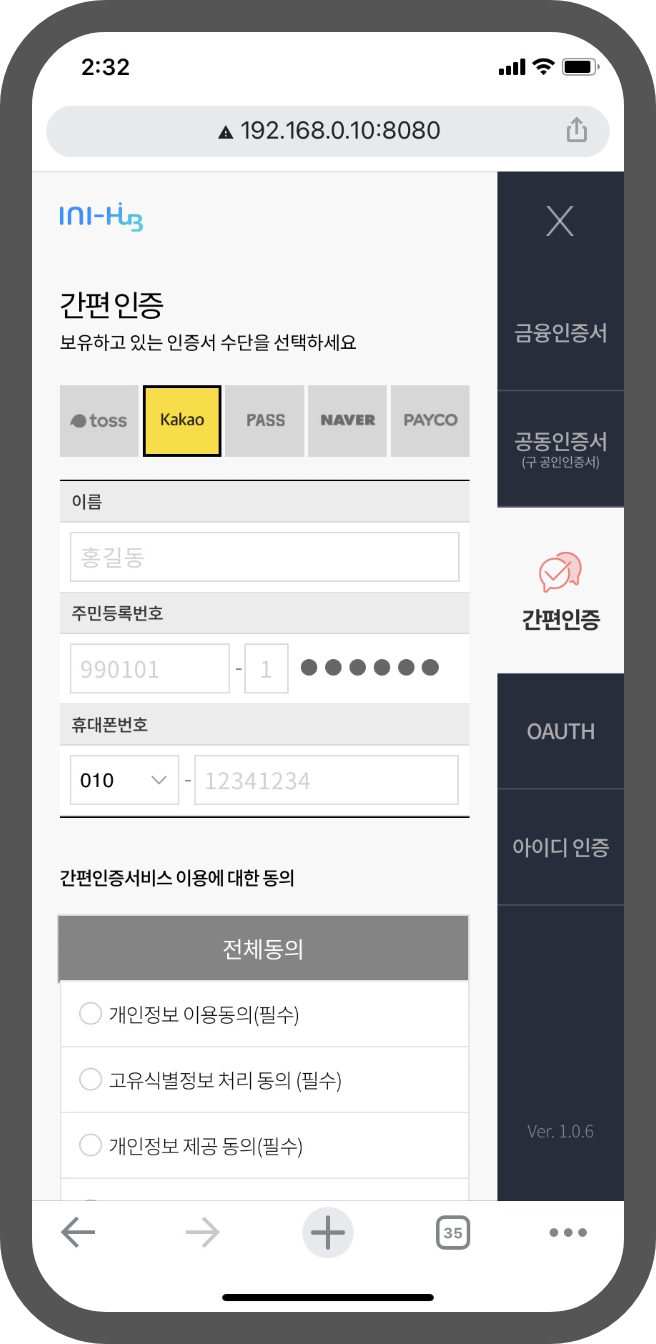 2:32
192.168.0.10:8080
INI-HUB
X
간편 인증
보유하고 있는 인증서 수단을 선택하세요
toss
Kakao
PASS
NAVER
PAYCO
이름
홍길동
주민등록번호
990101 - 1 ●●●●●●
휴대폰번호
010 - 12341234
간편인증서비스 이용에 대한 동의
전체동의
개인정보 이용동의(필수)
고유식별정보 처리 동의 (필수)
개인정보 제공 동의(필수)
금융인증서
공동인증서
(구 공인인증서)
간편인증
OAUTH
아이디 인증
Ver. 1.0.6
35